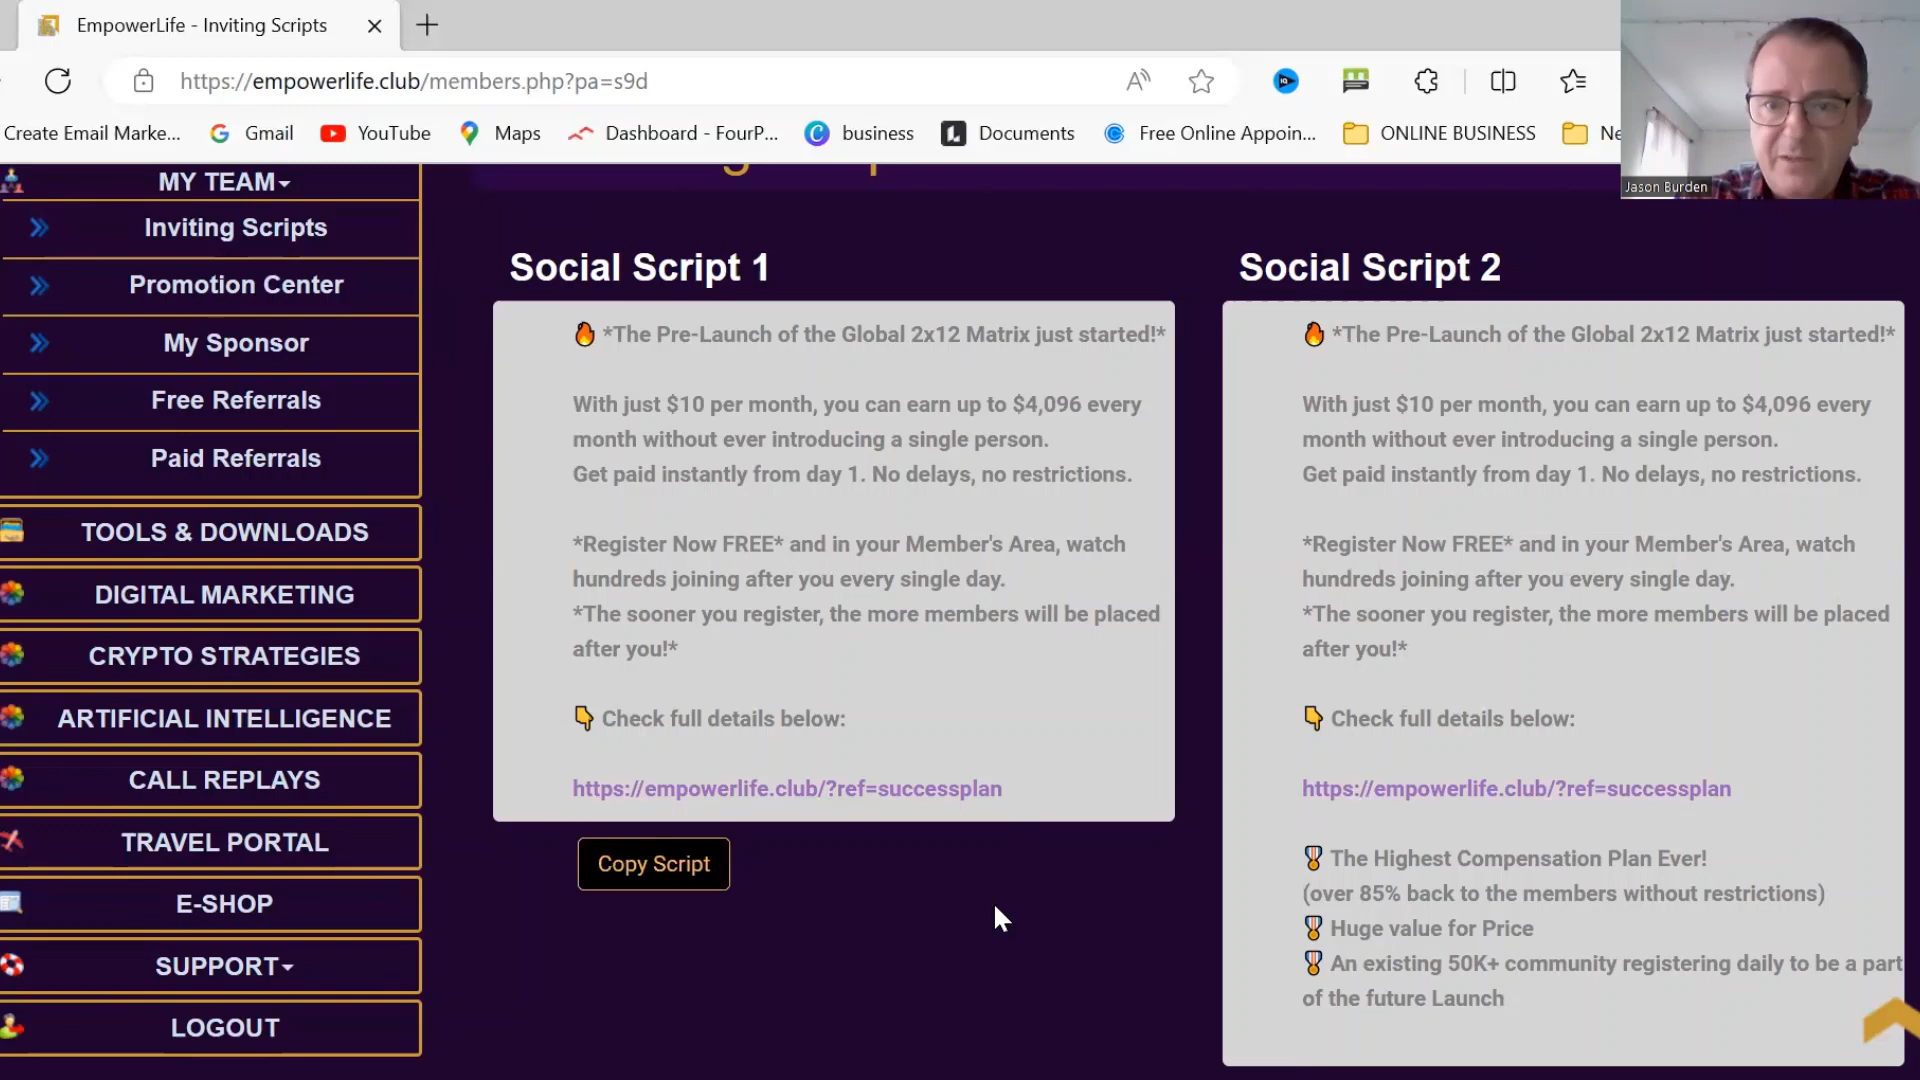 EmpowerLife - Inviting Scripts
https://empowerlife.club/members.php?pa=s9d
Create Email Marke...
Gmail
YouTube
Maps
Dashboard - FourP...
business
Documents
Free Online Appoin...
ONLINE BUSINESS
Ne
Jason Burden
MY TEAM
Inviting Scripts
Promotion Center
My Sponsor
Free Referrals
Paid Referrals
TOOLS & DOWNLOADS
DIGITAL MARKETING
CRYPTO STRATEGIES
ARTIFICIAL INTELLIGENCE
CALL REPLAYS
TRAVEL PORTAL
E-SHOP
SUPPORT
LOGOUT
Social Script 1
🔥 *The Pre-Launch of the Global 2x12 Matrix just started!*
With just $10 per month, you can earn up to $4,096 every
month without ever introducing a single person.
Get paid instantly from day 1. No delays, no restrictions.
*Register Now FREE* and in your Member's Area, watch
hundreds joining after you every single day.
*The sooner you register, the more members will be placed
after you!*
👇 Check full details below:
https://empowerlife.club/?ref=successplan
Copy Script
Social Script 2
🔥 *The Pre-Launch of the Global 2x12 Matrix just started!*
With just $10 per month, you can earn up to $4,096 every
month without ever introducing a single person.
Get paid instantly from day 1. No delays, no restrictions.
*Register Now FREE* and in your Member's Area, watch
hundreds joining after you every single day.
*The sooner you register, the more members will be placed
after you!*
👇 Check full details below:
https://empowerlife.club/?ref=successplan
🎖 The Highest Compensation Plan Ever!
(over 85% back to the members without restrictions)
🎖 Huge value for Price
🎖 An existing 50K+ community registering daily to be a part
of the future Launch